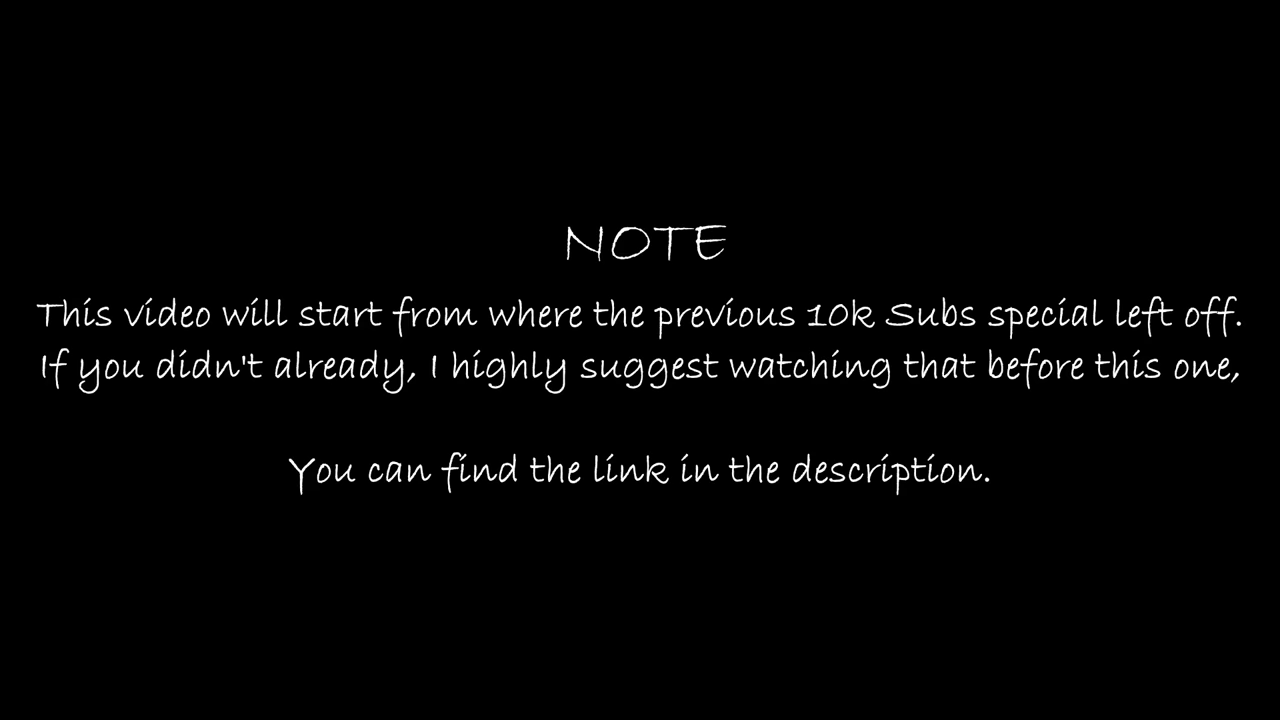 NOTE
This video will start from where the previous 10k Subs special left off.
If you didn't already, I highly suggest watching that before this one,
You can find the link in the description.